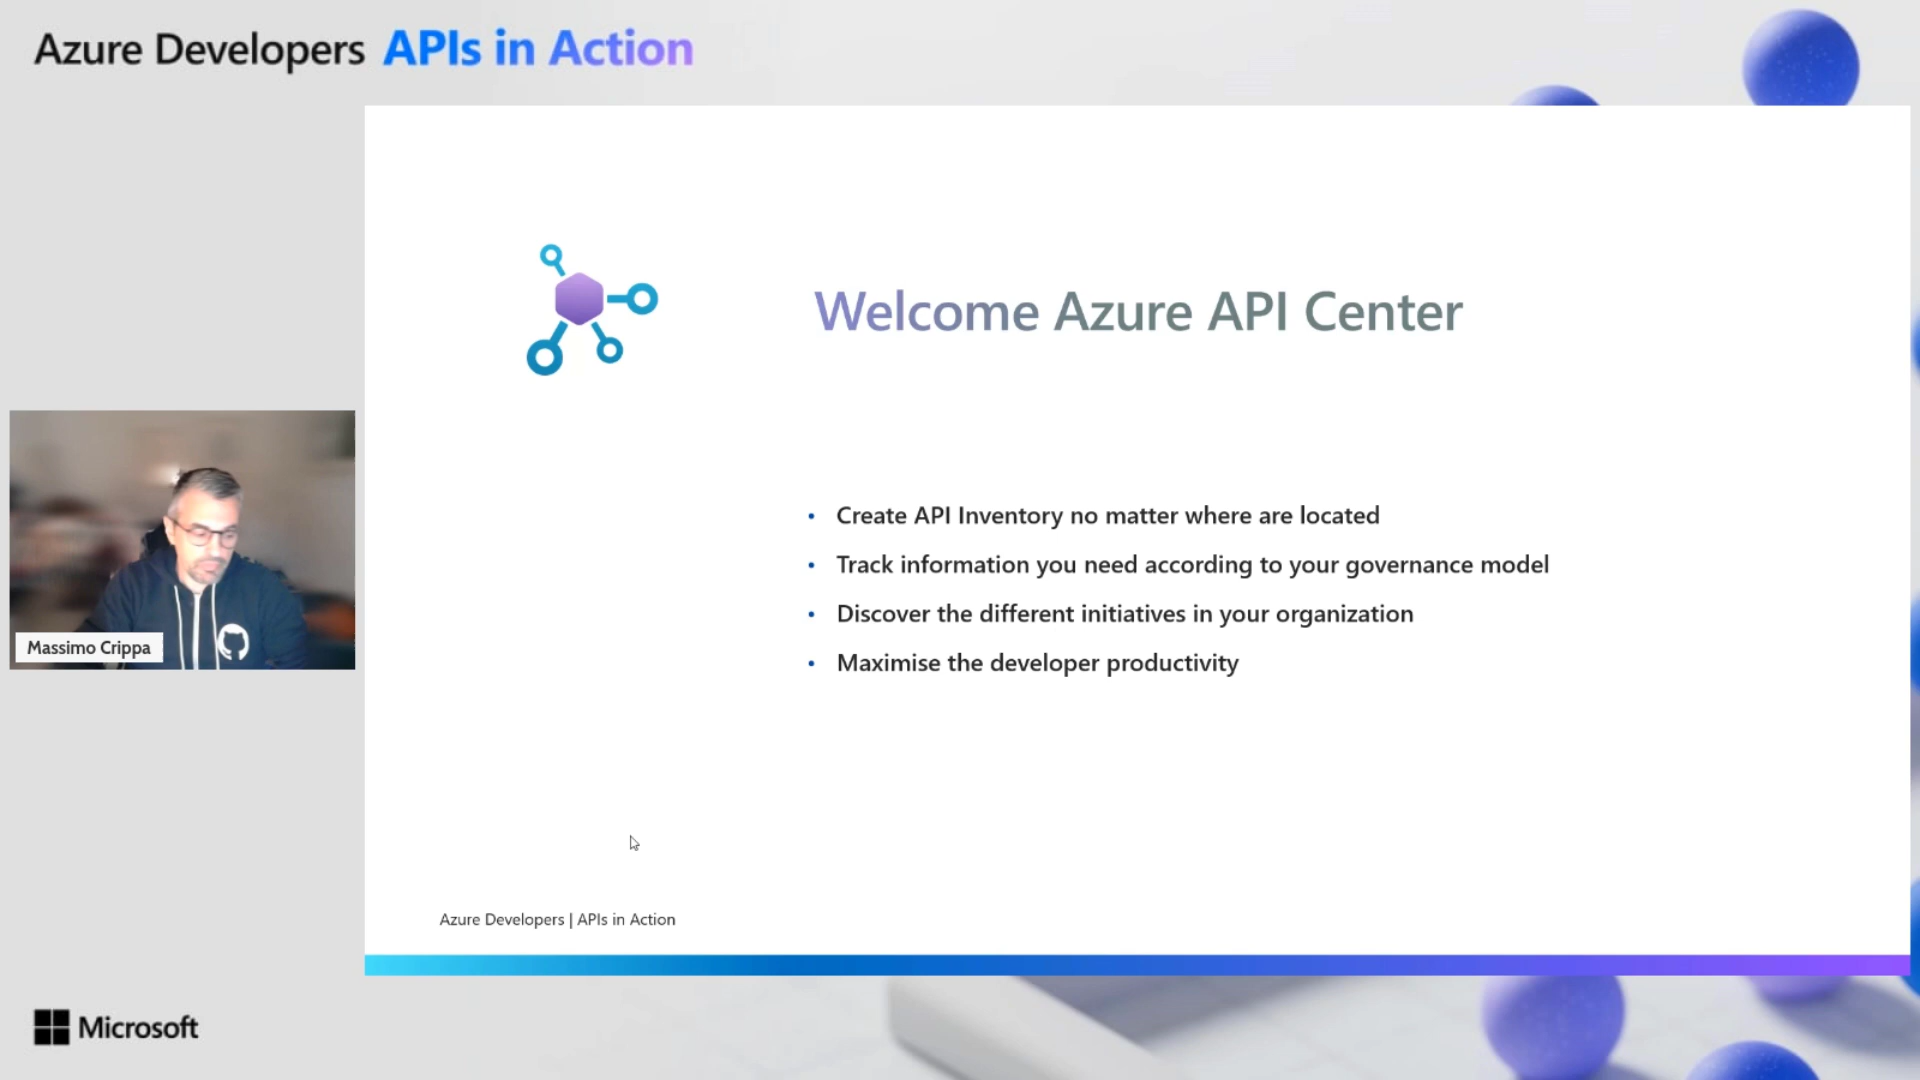 Azure Developers APIs in Action
Welcome Azure API Center
• Create API Inventory no matter where are located
• Track information you need according to your governance model
• Discover the different initiatives in your organization
• Maximise the developer productivity
Massimo Crippa
Azure Developers | APIs in Action
Microsoft